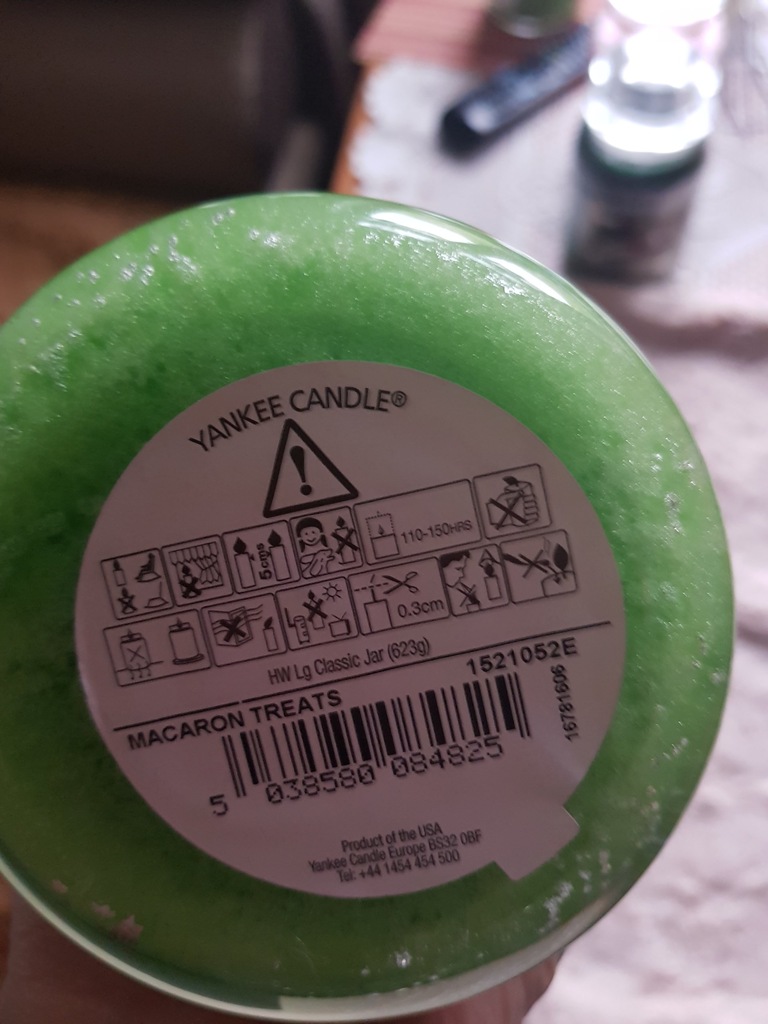 YANKEE CANDLE®
5cms
110-150HRS
0.3cm
HW Lg Classic Jar (623g)
1521052E
MACARON TREATS
16781606
5 038580 084825
Product of the USA
Yankee Candle Europe BS32 0BF
Tel: +44 1454 454 500